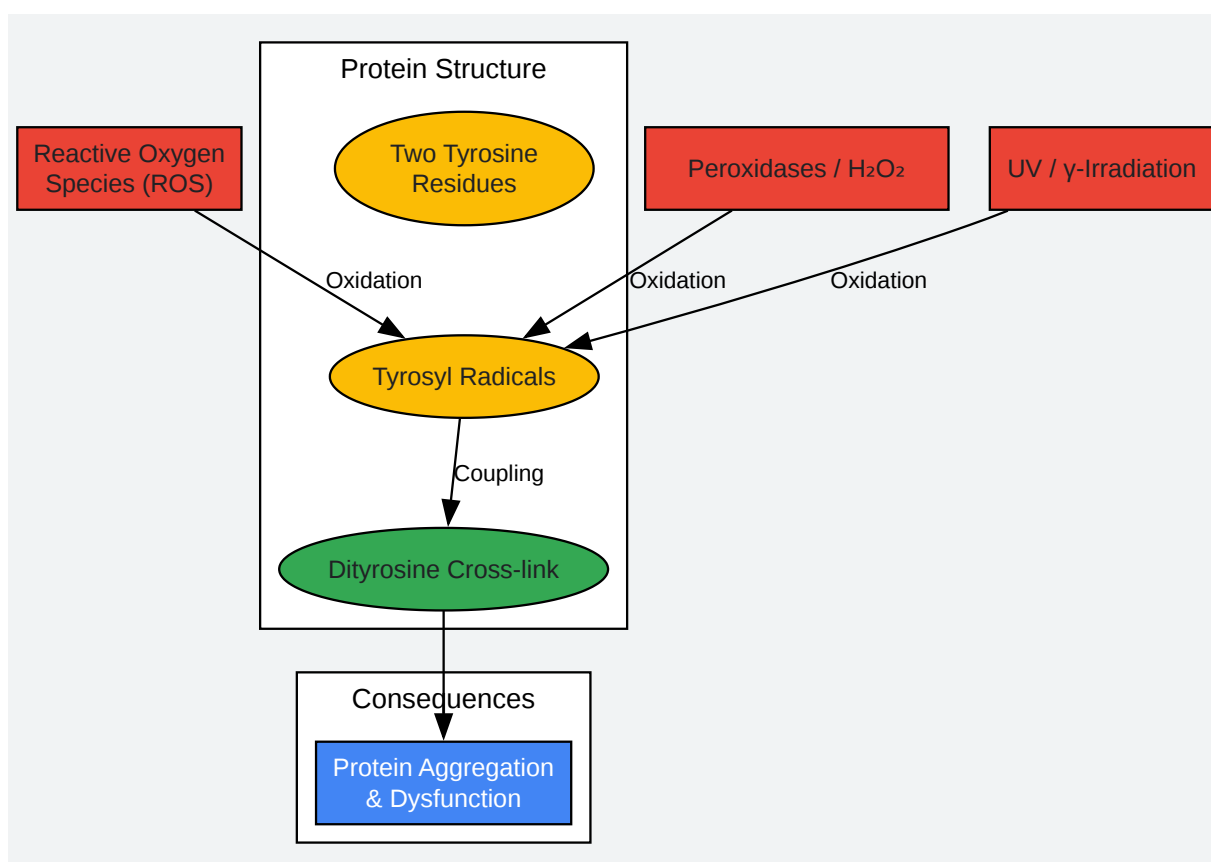 Protein Structure
Reactive Oxygen
Species (ROS)
Two Tyrosine
Residues
Peroxidases / H₂O₂
UV / γ-Irradiation
Oxidation
Oxidation
Oxidation
Tyrosyl Radicals
Coupling
Dityrosine Cross-link
Consequences
Protein Aggregation
& Dysfunction